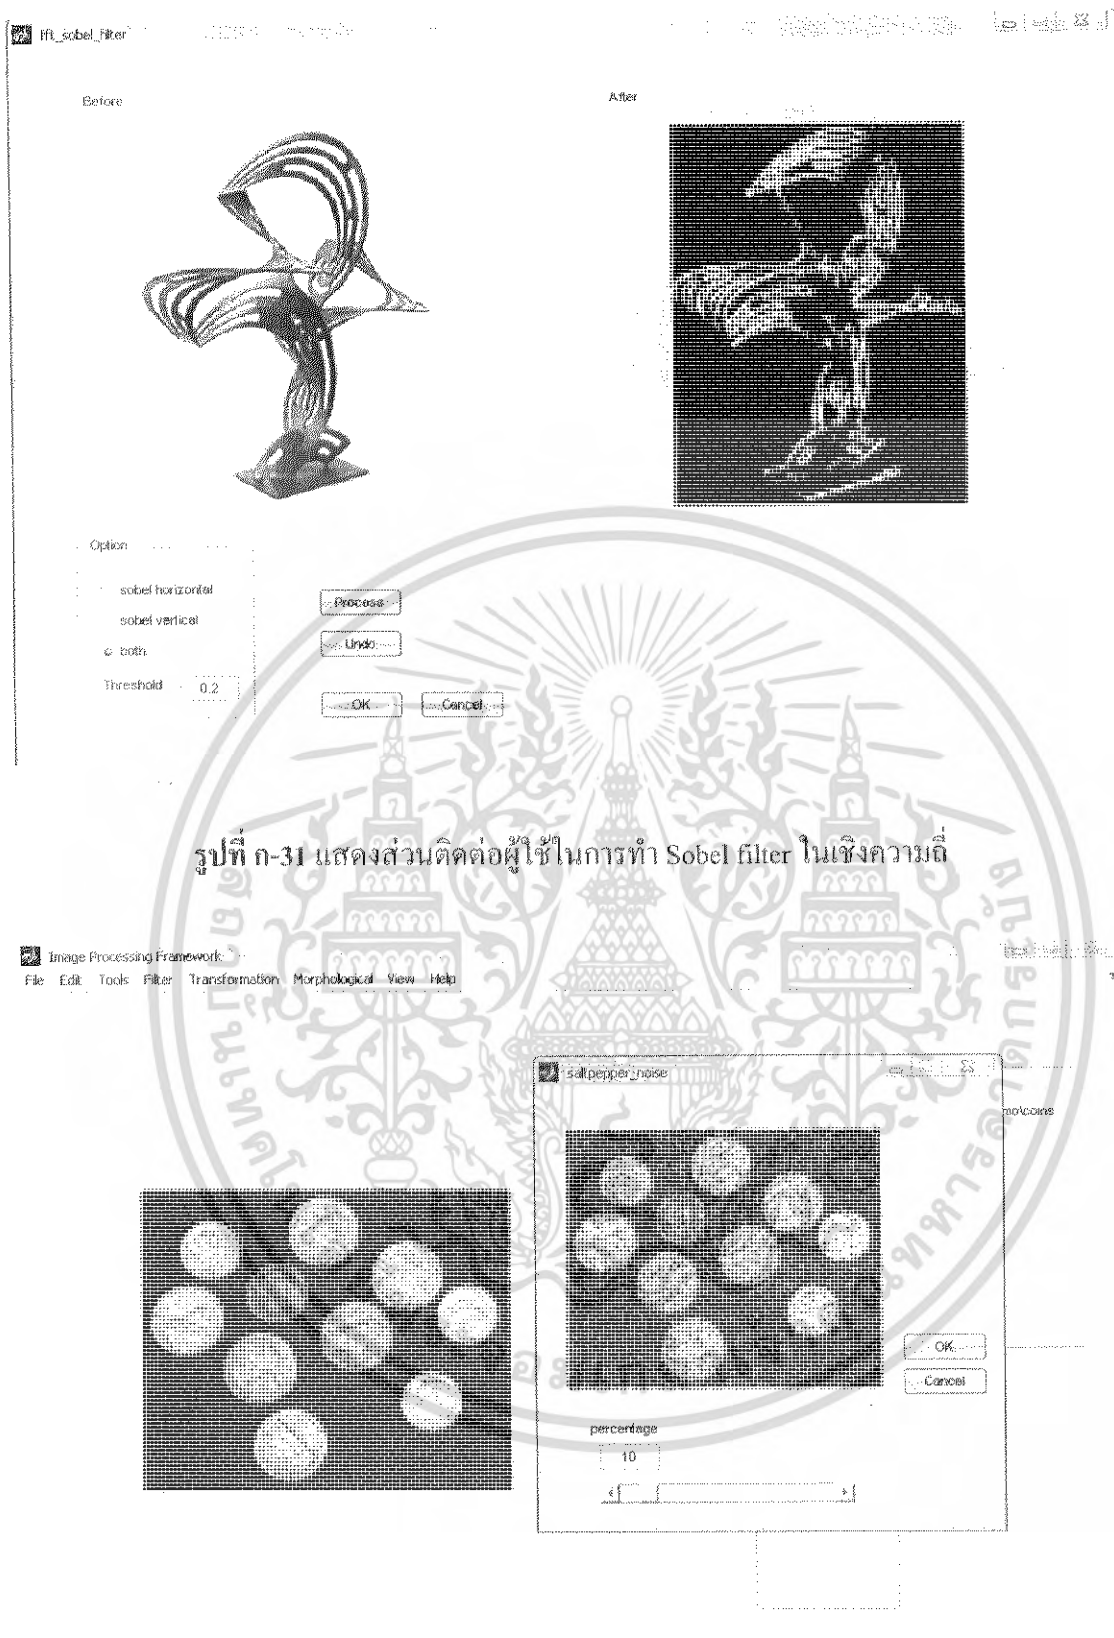 fft_sobel_filter
Before
After
Option
sobel horizontal
sobel vertical
both
Threshold 0.2
Process
Undo
OK Cancel
รูปที่ ก-31 แสดงส่วนติดต่อผู้ใช้ในการทำ Sobel filter ในเชิงความถี่
Image Processing Framework
File Edit Tools Filter Transformation Morphological View Help
saltpepper_noise
mo\coins
OK
Cancel
percentage
10